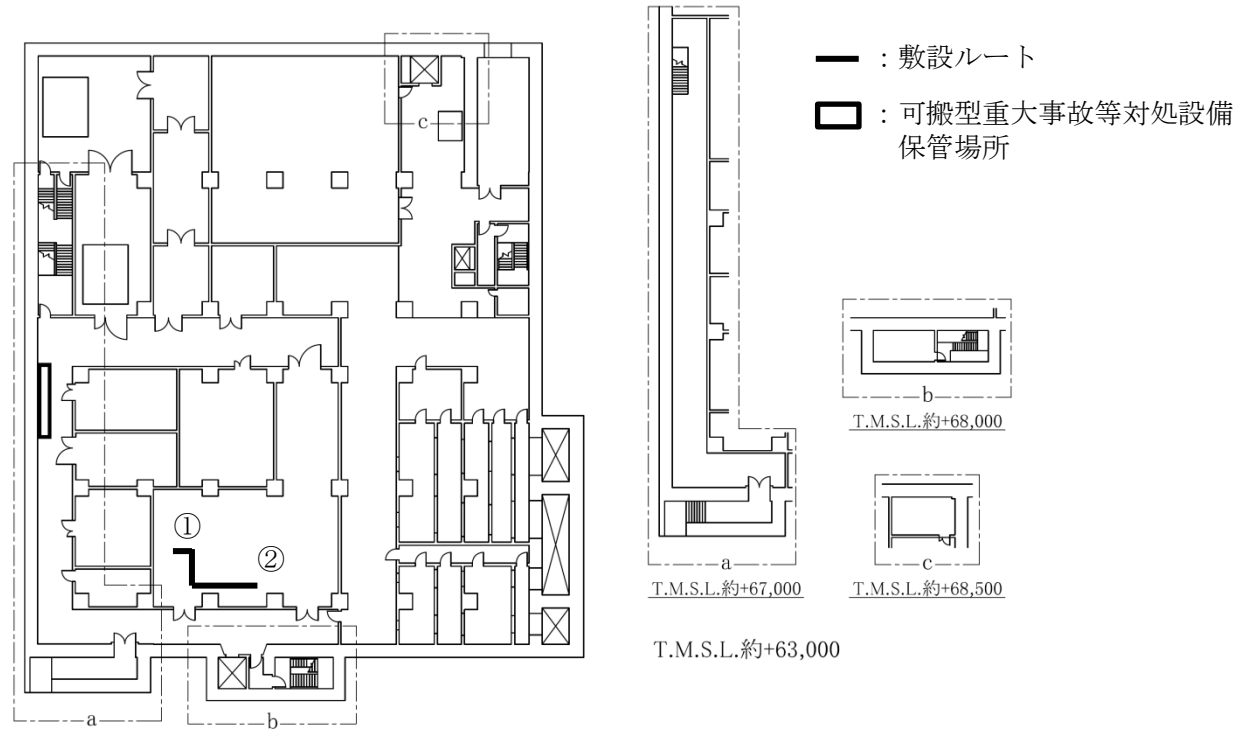 ：敷設ルート
：可搬型重大事故等対処設備
保管場所
c
①
②
a
b
a
T.M.S.L.約+67,000
b
T.M.S.L.約+68,000
c
T.M.S.L.約+68,500
T.M.S.L.約+63,000